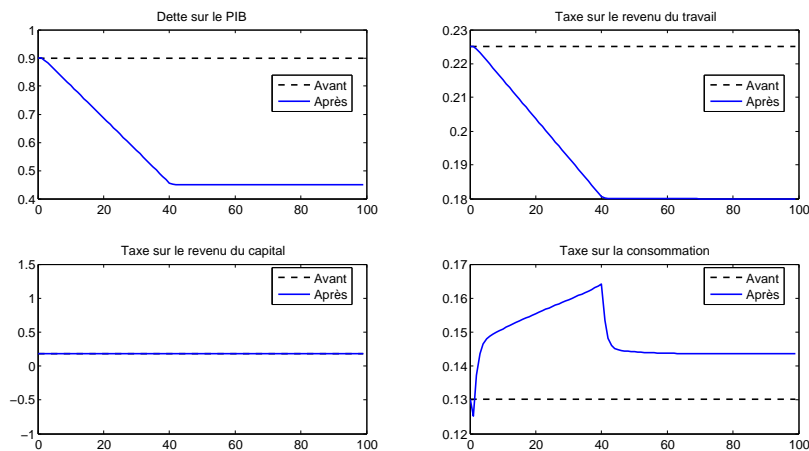 Dette sur le PIB
1
0.9
0.8
0.7
0.6
0.5
0.4
0 20 40 60 80 100
Avant
Après
Taxe sur le revenu du travail
0.23
0.22
0.21
0.2
0.19
0.18
0 20 40 60 80 100
Avant
Après
Taxe sur le revenu du capital
1.5
1
0.5
0
−0.5
−1
0 20 40 60 80 100
Avant
Après
Taxe sur la consommation
0.17
0.16
0.15
0.14
0.13
0.12
0 20 40 60 80 100
Avant
Après